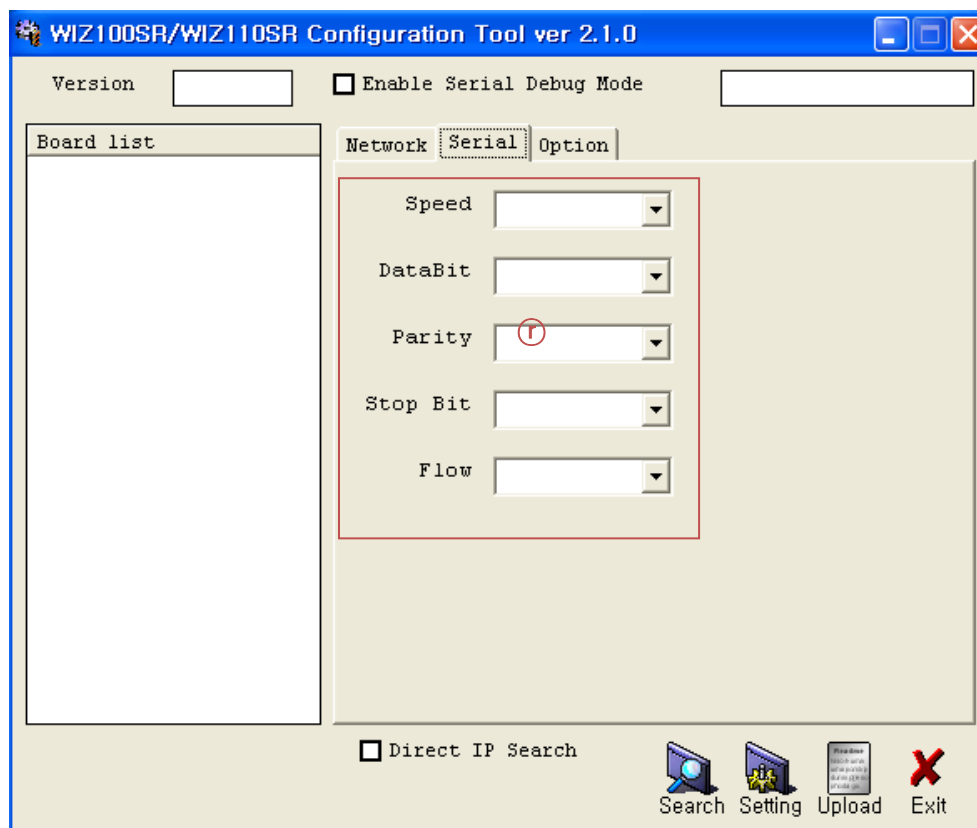 WIZ100SR/WIZ110SR Configuration Tool ver 2.1.0
Version
Enable Serial Debug Mode
Board list
Network Serial Option
Speed
DataBit
Parity
ⓡ
Stop Bit
Flow
Direct IP Search
Search Setting Upload Exit